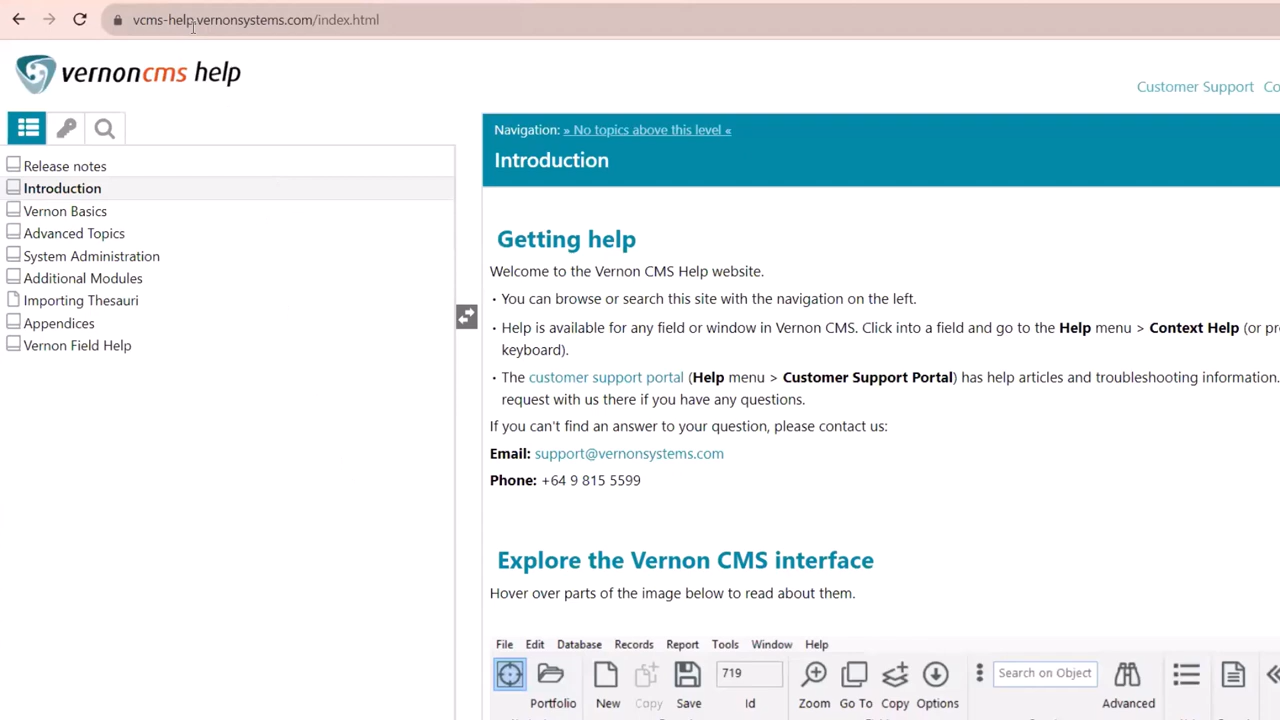 vcms-help.vernonsystems.com/index.html
vernoncms help
Customer Support Co
Release notes
Introduction
Vernon Basics
Advanced Topics
System Administration
Additional Modules
Importing Thesauri
Appendices
Vernon Field Help
Navigation: » No topics above this level «
Introduction
Getting help
Welcome to the Vernon CMS Help website.
• You can browse or search this site with the navigation on the left.
• Help is available for any field or window in Vernon CMS. Click into a field and go to the Help menu > Context Help (or pr
keyboard).
• The customer support portal (Help menu > Customer Support Portal) has help articles and troubleshooting information.
request with us there if you have any questions.
If you can't find an answer to your question, please contact us:
Email: support@vernonsystems.com
Phone: +64 9 815 5599
Explore the Vernon CMS interface
Hover over parts of the image below to read about them.
File Edit Database Records Report Tools Window Help
719 Search on Object
Portfolio New Copy Save Id Zoom Go To Copy Options Advanced